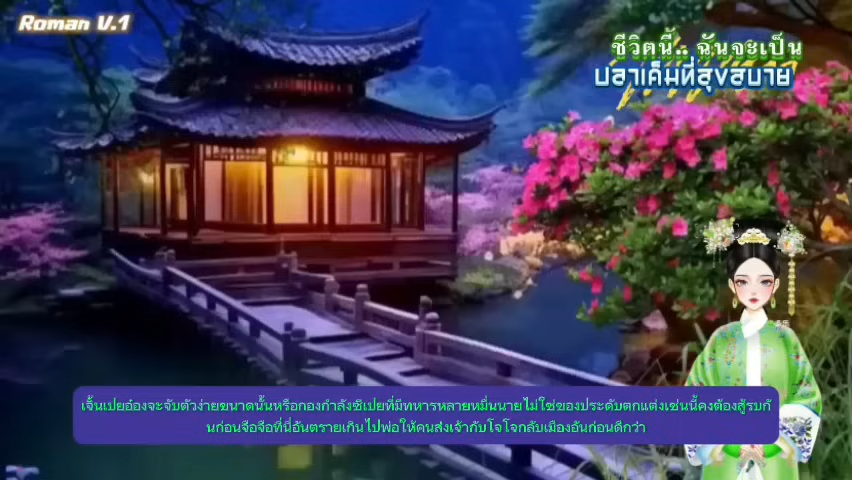 Roman V.1
ชีวิตนี้.. ฉันจะเป็น
ปลาเค็มที่สุขสบาย
เจิ้นเปยอ๋องจะจับตัวง่ายขนาดนั้นหรือกองกำลังซิเปยที่มีทหารหลายหมื่นนายไม่ใช่ของประดับตกแต่งเช่นนี้คงต้องสู้รบกั
นก่อนจือจือที่นี่อันตรายเกินไปพ่อให้คนส่งเจ้ากับโจโจกลับเมืองอันก่อนดีกว่า